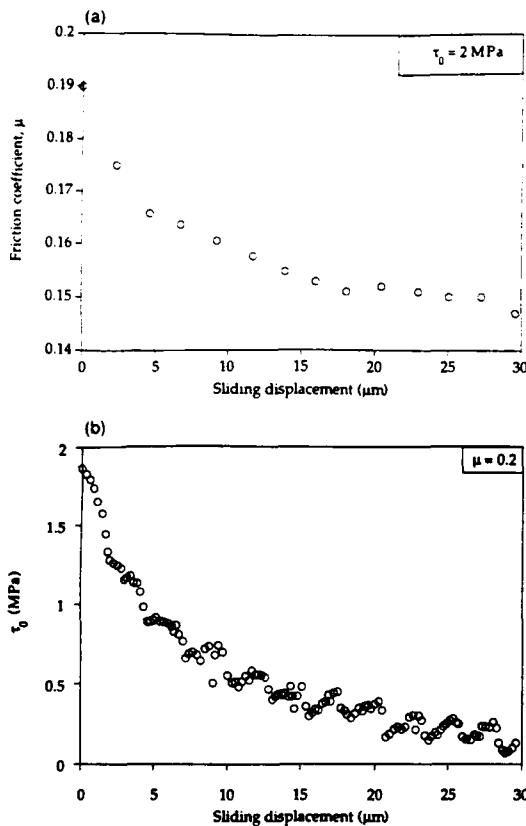 (a)
0.2
τ₀ = 2 MPa
0.19
0.18
0.17
0.16
0.15
0.14
Friction coefficient, μ
0 5 10 15 20 25 30
Sliding displacement (μm)
(b)
2
μ = 0.2
1.5
1
0.5
0
τ₀ (MPa)
0 5 10 15 20 25 30
Sliding displacement (μm)